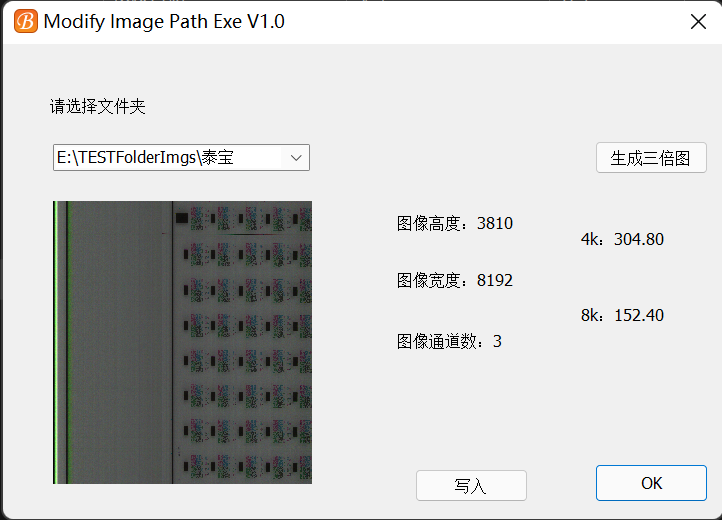 Modify Image Path Exe V1.0
请选择文件夹
E:\TESTFolderImgs\泰宝
生成三倍图
图像高度：3810
4k：304.80
图像宽度：8192
8k：152.40
图像通道数：3
写入
OK